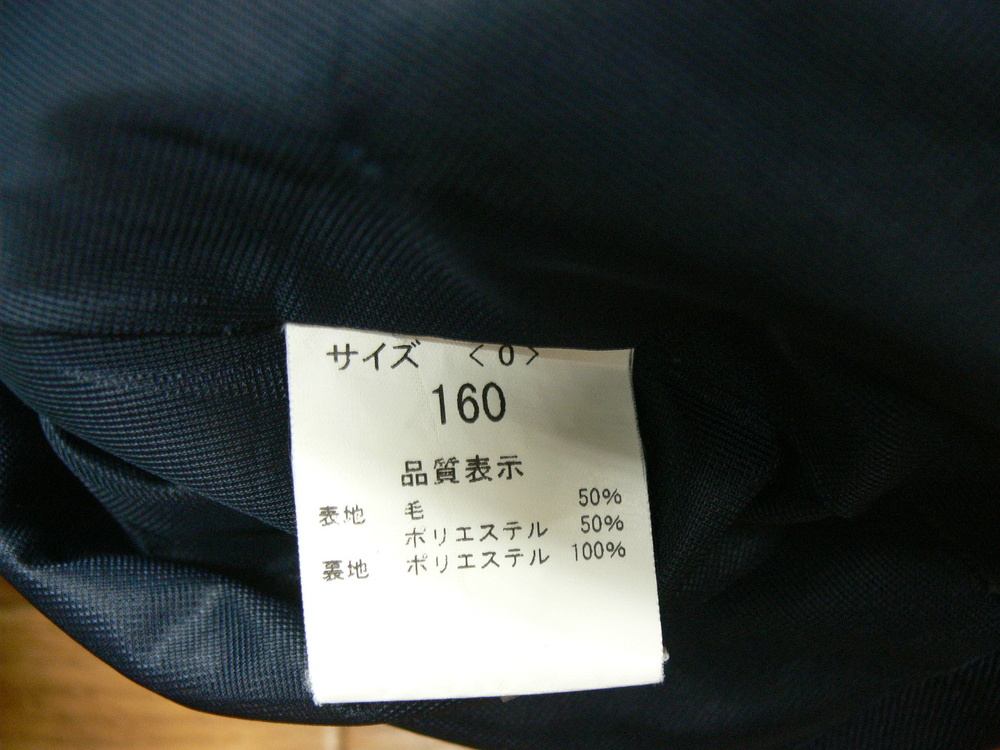 サイズ <0>
160
品質表示
表地 毛 50%
ポリエステル 50%
裏地 ポリエステル 100%